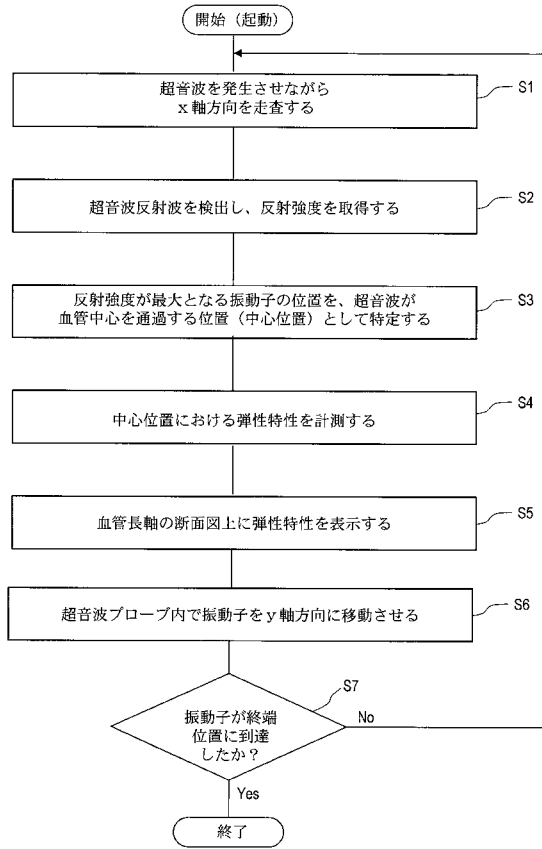 開始（起動）
超音波を発生させながら
x軸方向を走査する
S1
超音波反射波を検出し、反射強度を取得する
S2
反射強度が最大となる振動子の位置を、超音波が
血管中心を通過する位置（中心位置）として特定する
S3
中心位置における弾性特性を計測する
S4
血管長軸の断面図上に弾性特性を表示する
S5
超音波プローブ内で振動子をy軸方向に移動させる
S6
S7
振動子が終端
位置に到達
したか？
No
Yes
終了